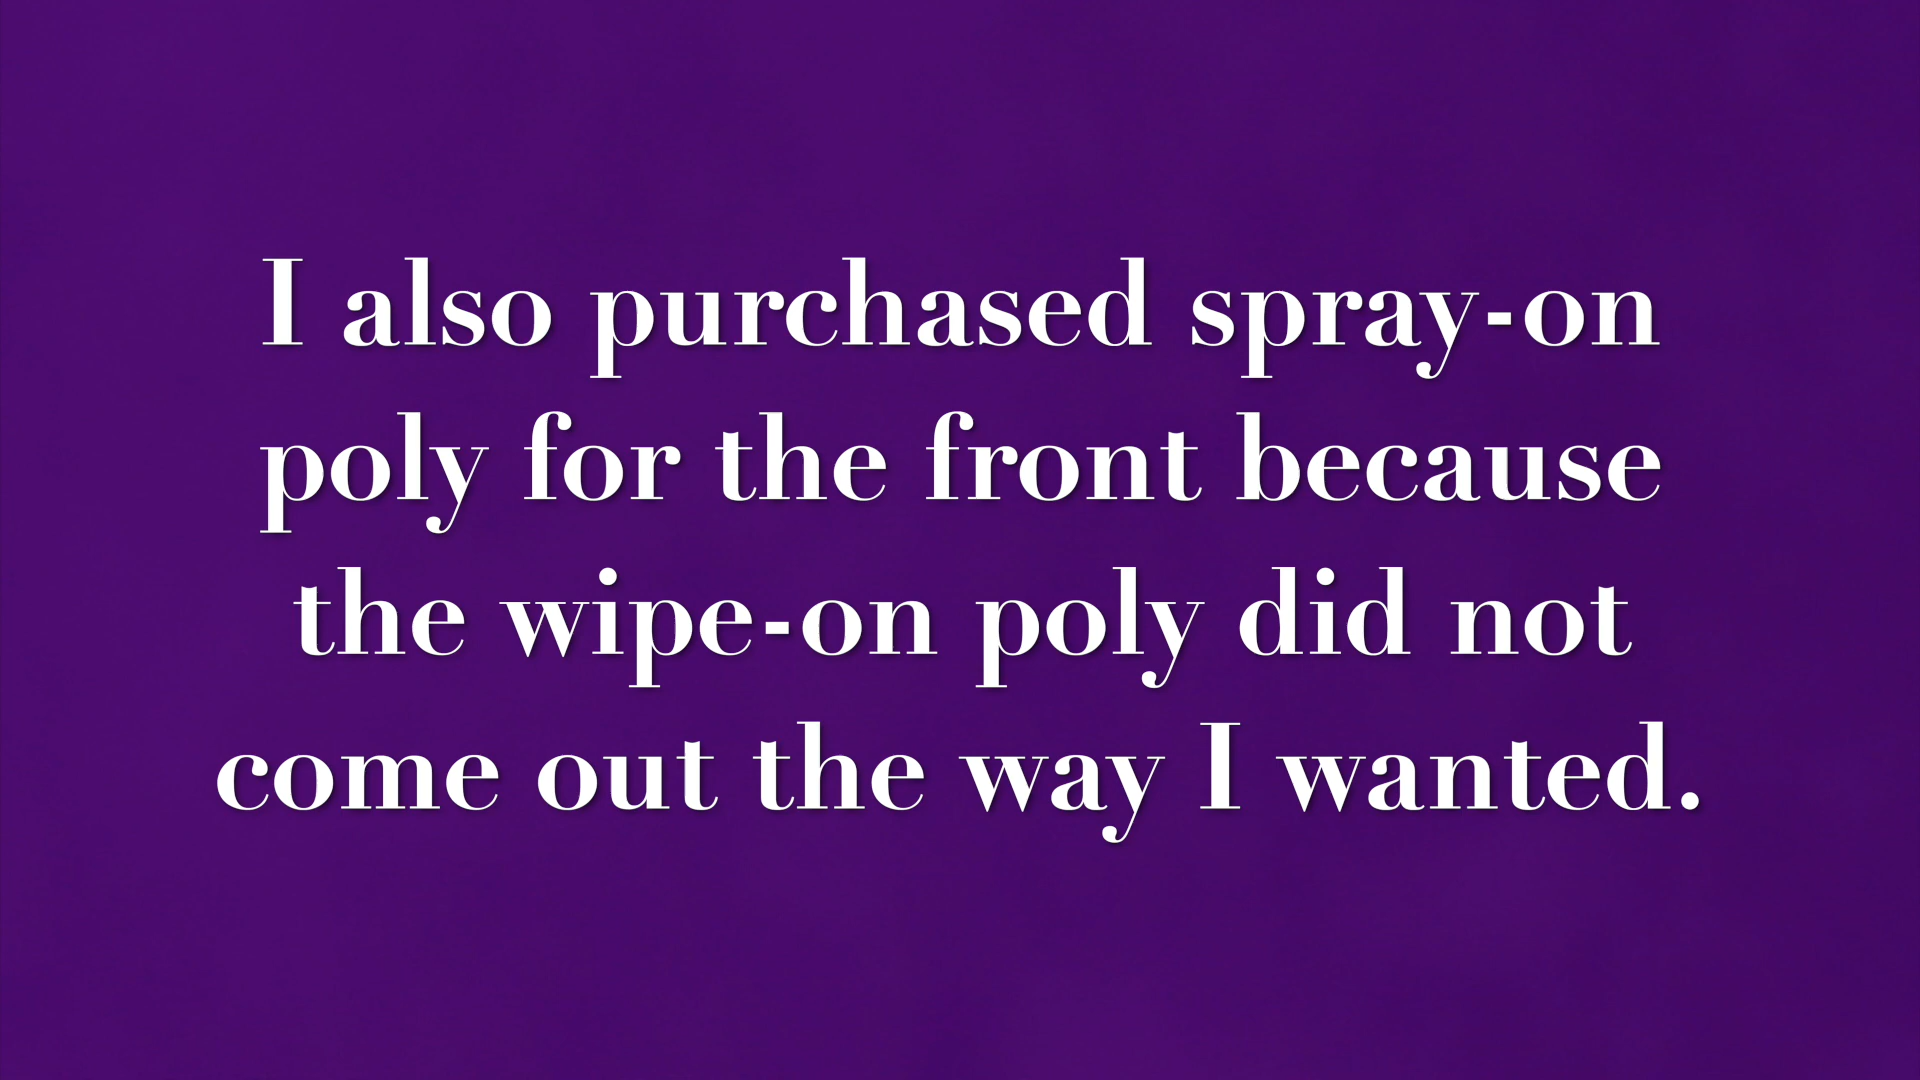 I also purchased spray-on
poly for the front because
the wipe-on poly did not
come out the way I wanted.